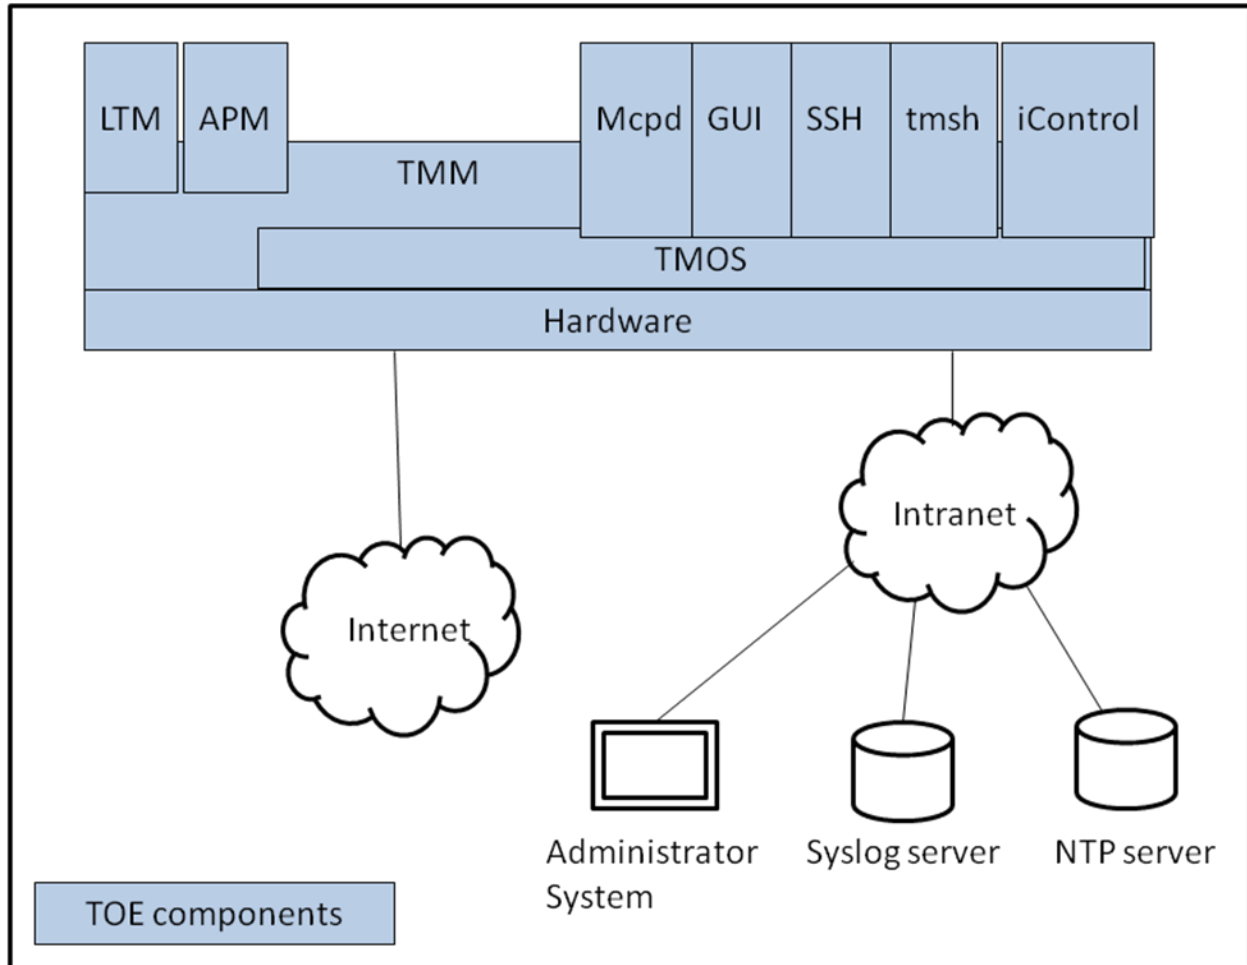 LTM
APM
Mcpd
GUI
SSH
tmsh
iControl
TMM
TMOS
Hardware
Intranet
Internet
Administrator
System
Syslog server
NTP server
TOE components